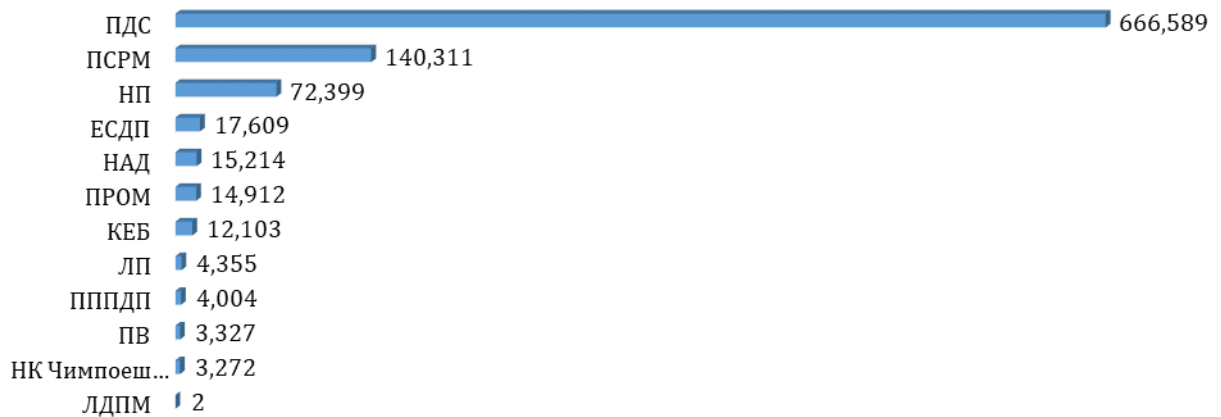 ПДС 666,589
ПСРМ 140,311
НП 72,399
ЕСДП 17,609
НАД 15,214
ПРОМ 14,912
КЕБ 12,103
ЛП 4,355
ПППДП 4,004
ПВ 3,327
НК Чимпоеш... 3,272
ЛДПМ 2